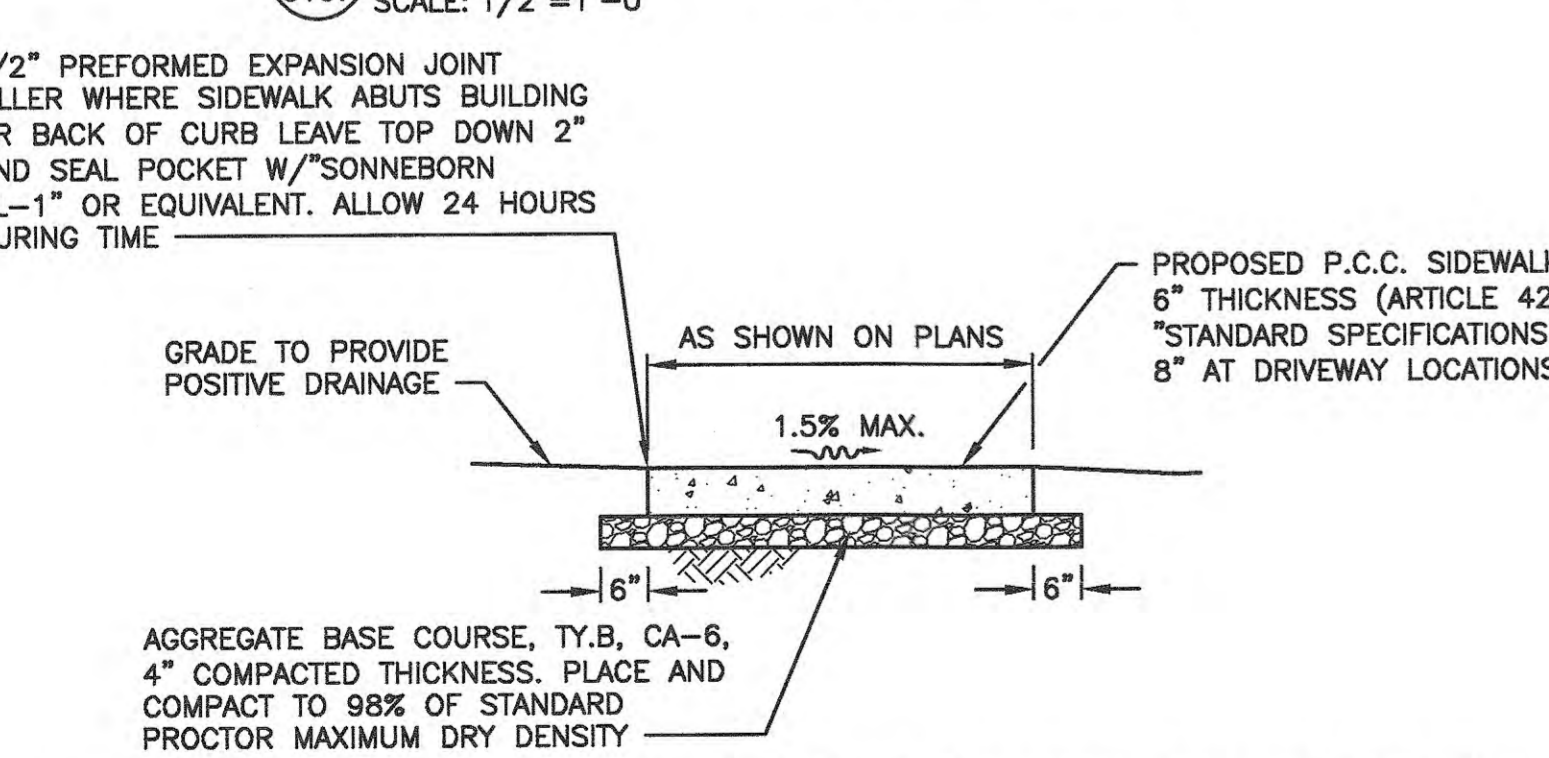 SCALE: 1/2"=1'-0"
/2" PREFORMED EXPANSION JOINT
LLER WHERE SIDEWALK ABUTS BUILDING
R BACK OF CURB LEAVE TOP DOWN 2"
ND SEAL POCKET W/"SONNEBORN
L-1" OR EQUIVALENT. ALLOW 24 HOURS
URING TIME
PROPOSED P.C.C. SIDEWALK
6" THICKNESS (ARTICLE 42
"STANDARD SPECIFICATIONS
8" AT DRIVEWAY LOCATIONS
AS SHOWN ON PLANS
GRADE TO PROVIDE
POSITIVE DRAINAGE
1.5% MAX.
6" 6"
AGGREGATE BASE COURSE, TY.B, CA-6,
4" COMPACTED THICKNESS. PLACE AND
COMPACT TO 98% OF STANDARD
PROCTOR MAXIMUM DRY DENSITY